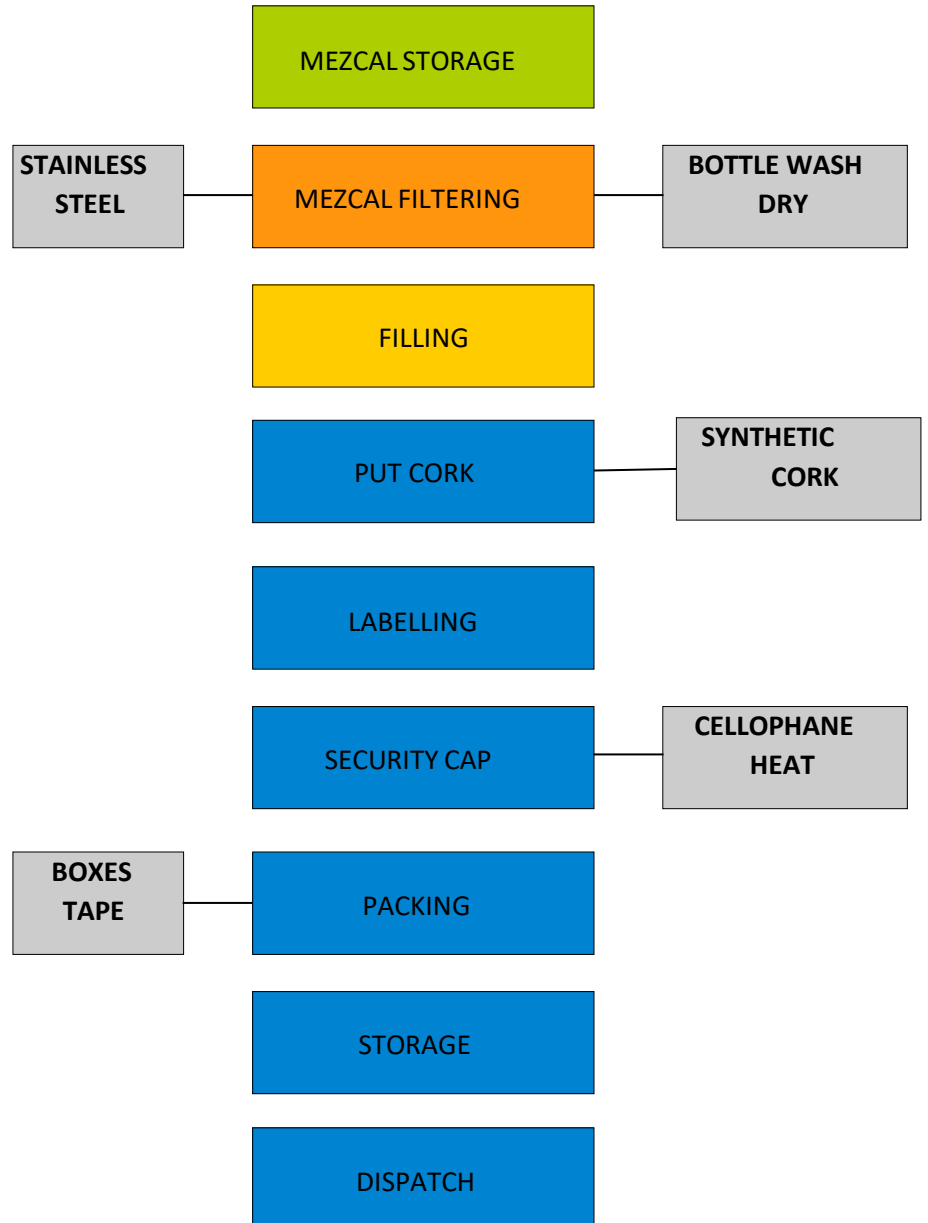 MEZCAL STORAGE
STAINLESS
STEEL
MEZCAL FILTERING
BOTTLE WASH
DRY
FILLING
PUT CORK
SYNTHETIC
CORK
LABELLING
SECURITY CAP
CELLOPHANE
HEAT
BOXES
TAPE
PACKING
STORAGE
DISPATCH